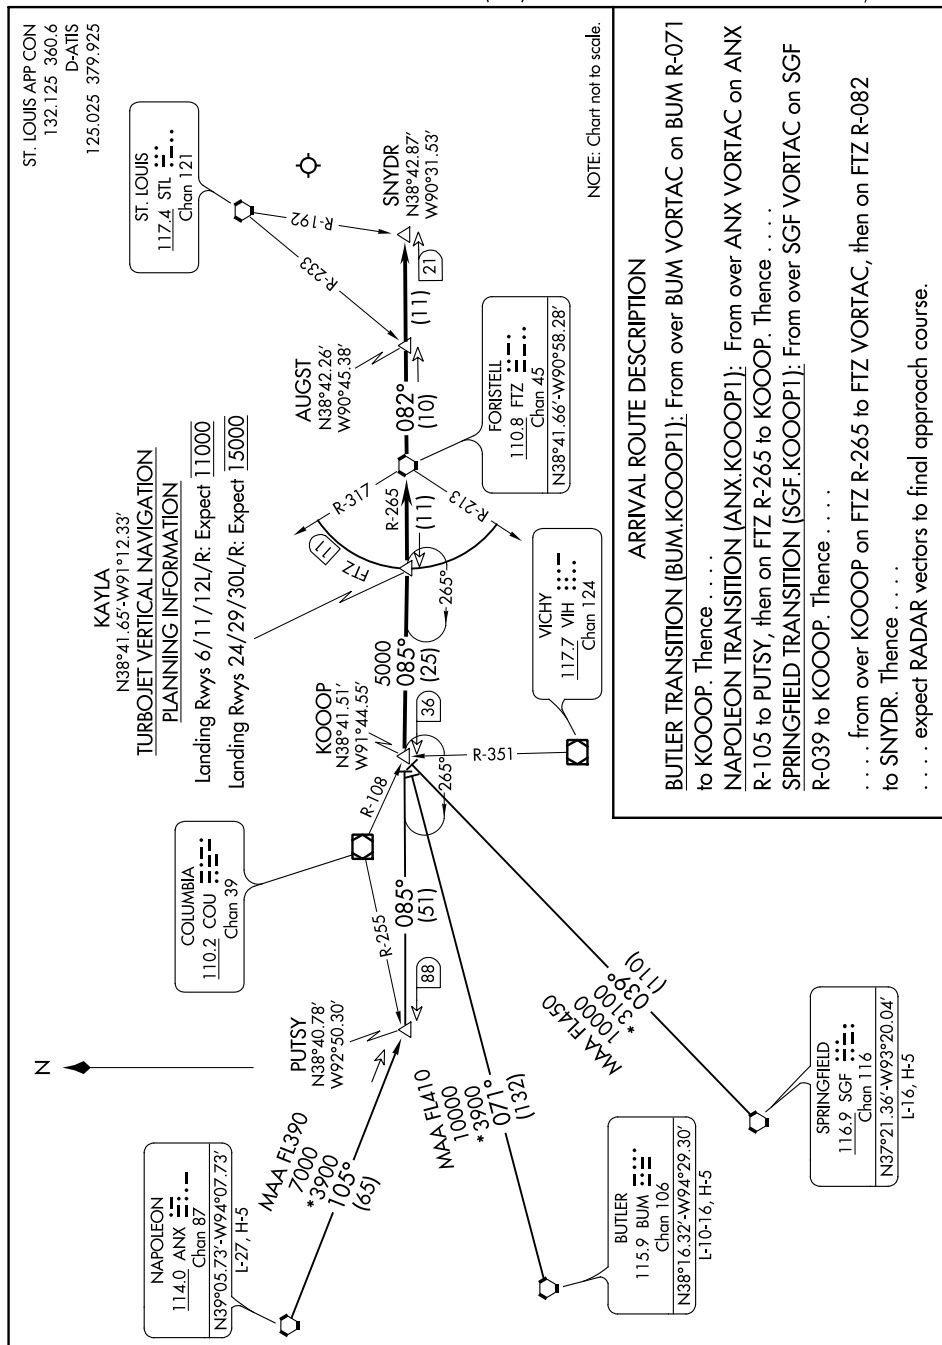 ST. LOUIS APP CON
132.125 360.6
D-ATIS
125.025 379.925
ST. LOUIS
117.4 STL
Chan 121
R-192
R-233
SNYDR
N38°42.87'
W90°31.53'
21
(11)
AUGST
N38°42.26'
W90°45.38'
082°
(10)
FORISTELL
110.8 FTZ
Chan 45
N38°41.66'-W90°58.28'
R-317
R-265
R-213
(11)
11
FTZ
KAYLA
N38°41.65'-W91°12.33'
TURBOJET VERTICAL NAVIGATION
PLANNING INFORMATION
Landing Rwys 6/11/12L/R: Expect 11000
Landing Rwys 24/29/30L/R: Expect 15000
265°
5000
085°
(25)
VICHY
117.7 VIH
Chan 124
R-351
KOOOP
N38°41.51'
W91°44.55'
36
265°
R-108
COLUMBIA
110.2 COU
Chan 39
R-255
085°
(51)
88
PUTSY
N38°40.78'
W92°50.30'
N
NAPOLEON
114.0 ANX
Chan 87
N39°05.73'-W94°07.73'
L-27, H-5
MAA FL390
7000
*3900
105°
(65)
MAA FL410
10000
*3900
071°
(132)
BUTLER
115.9 BUM
Chan 106
N38°16.32'-W94°29.30'
L-10-16, H-5
MAA FL450
10000
*3100
039°
(110)
SPRINGFIELD
116.9 SGF
Chan 116
N37°21.36'-W93°20.04'
L-16, H-5
NOTE: Chart not to scale.
ARRIVAL ROUTE DESCRIPTION
BUTLER TRANSITION (BUM.KOOOP1): From over BUM VORTAC on BUM R-071
to KOOOP. Thence . . . .
NAPOLEON TRANSITION (ANX.KOOOP1): From over ANX VORTAC on ANX
R-105 to PUTSY, then on FTZ R-265 to KOOOP. Thence . . . .
SPRINGFIELD TRANSITION (SGF.KOOOP1): From over SGF VORTAC on SGF
R-039 to KOOOP. Thence . . . .
. . . . from over KOOOP on FTZ R-265 to FTZ VORTAC, then on FTZ R-082
to SNYDR. Thence . . . .
. . . . expect RADAR vectors to final approach course.